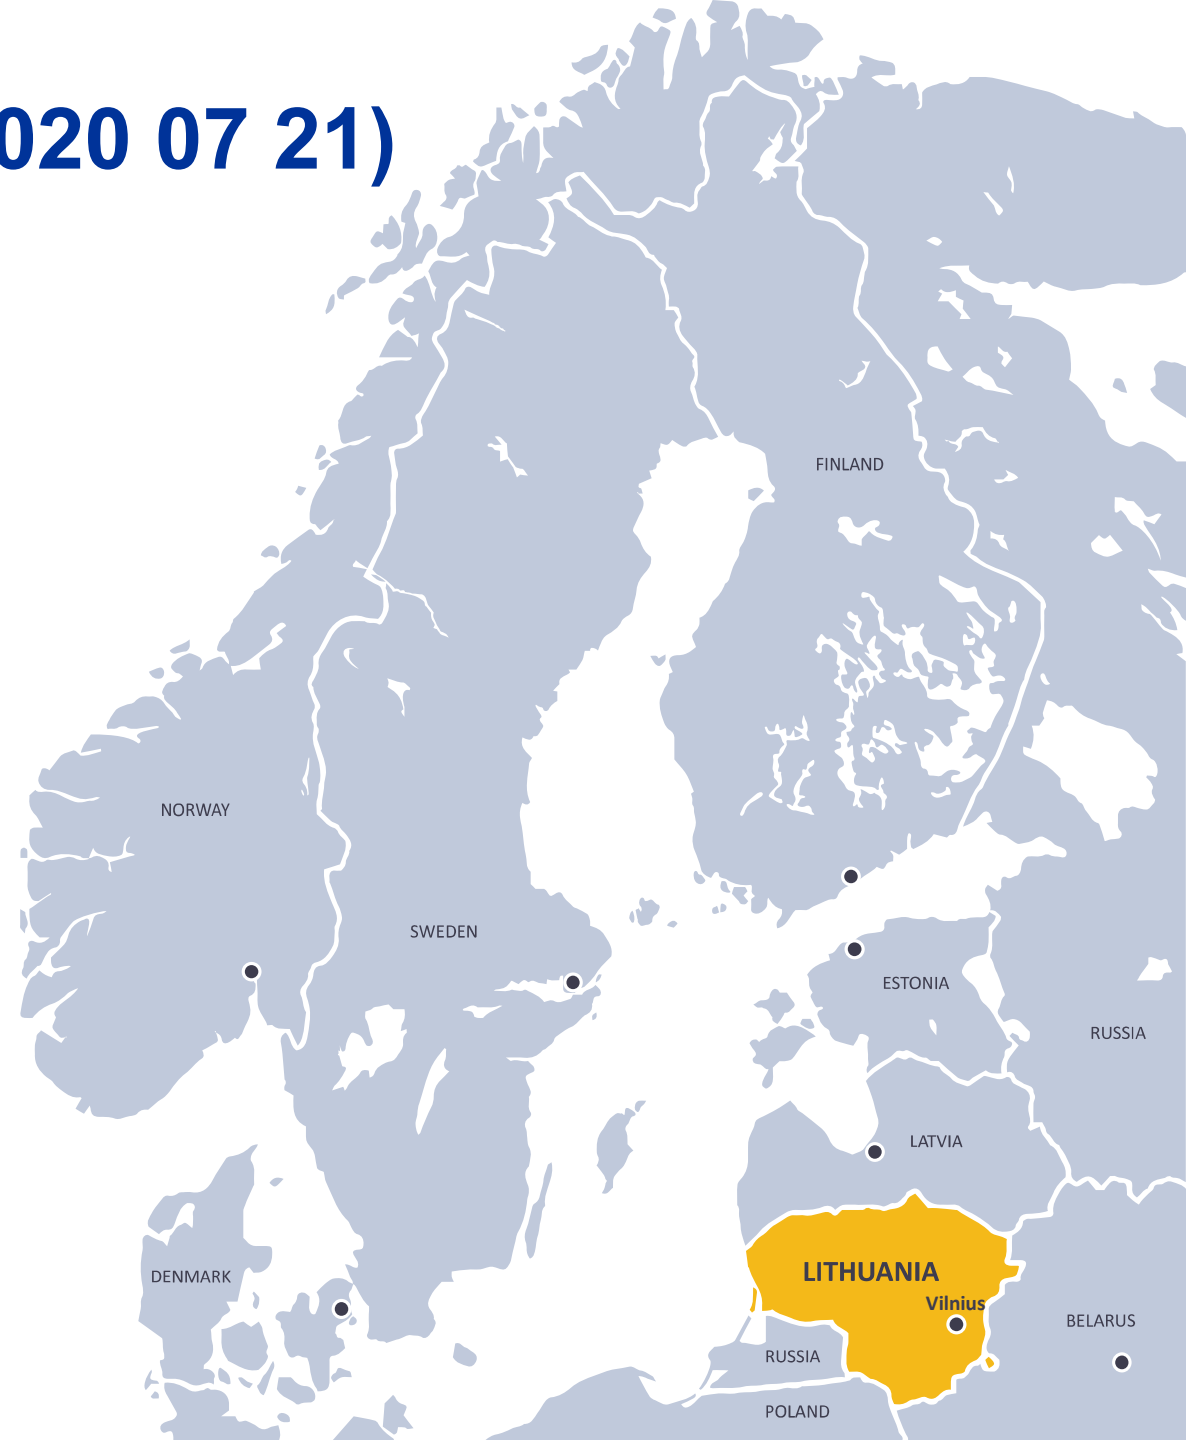 020 07 21)
FINLAND
NORWAY
SWEDEN
ESTONIA
RUSSIA
LATVIA
LITHUANIA
DENMARK
Vilnius
BELARUS
RUSSIA
POLAND